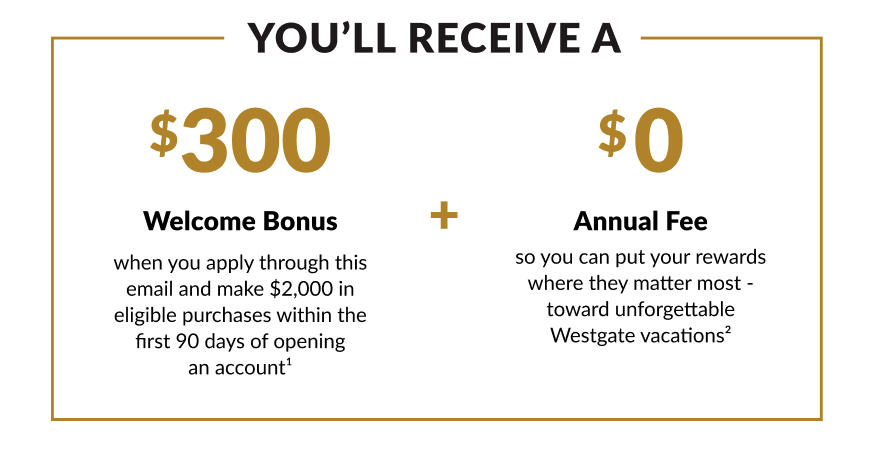 YOU'LL RECEIVE A
$300
Welcome Bonus
when you apply through this
email and make $2,000 in
eligible purchases within the
first 90 days of opening
an account¹
+
$0
Annual Fee
so you can put your rewards
where they matter most -
toward unforgettable
Westgate vacations²